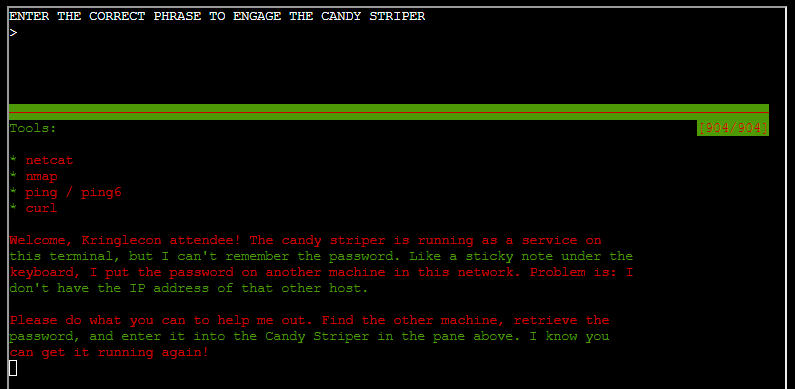 ENTER THE CORRECT PHRASE TO ENGAGE THE CANDY STRIPER
>
Tools:
[904/904]
* netcat
* nmap
* ping / ping6
* curl
Welcome, Kringlecon attendee! The candy striper is running as a service on
this terminal, but I can't remember the password. Like a sticky note under the
keyboard, I put the password on another machine in this network. Problem is: I
don't have the IP address of that other host.
Please do what you can to help me out. Find the other machine, retrieve the
password, and enter it into the Candy Striper in the pane above. I know you
can get it running again!